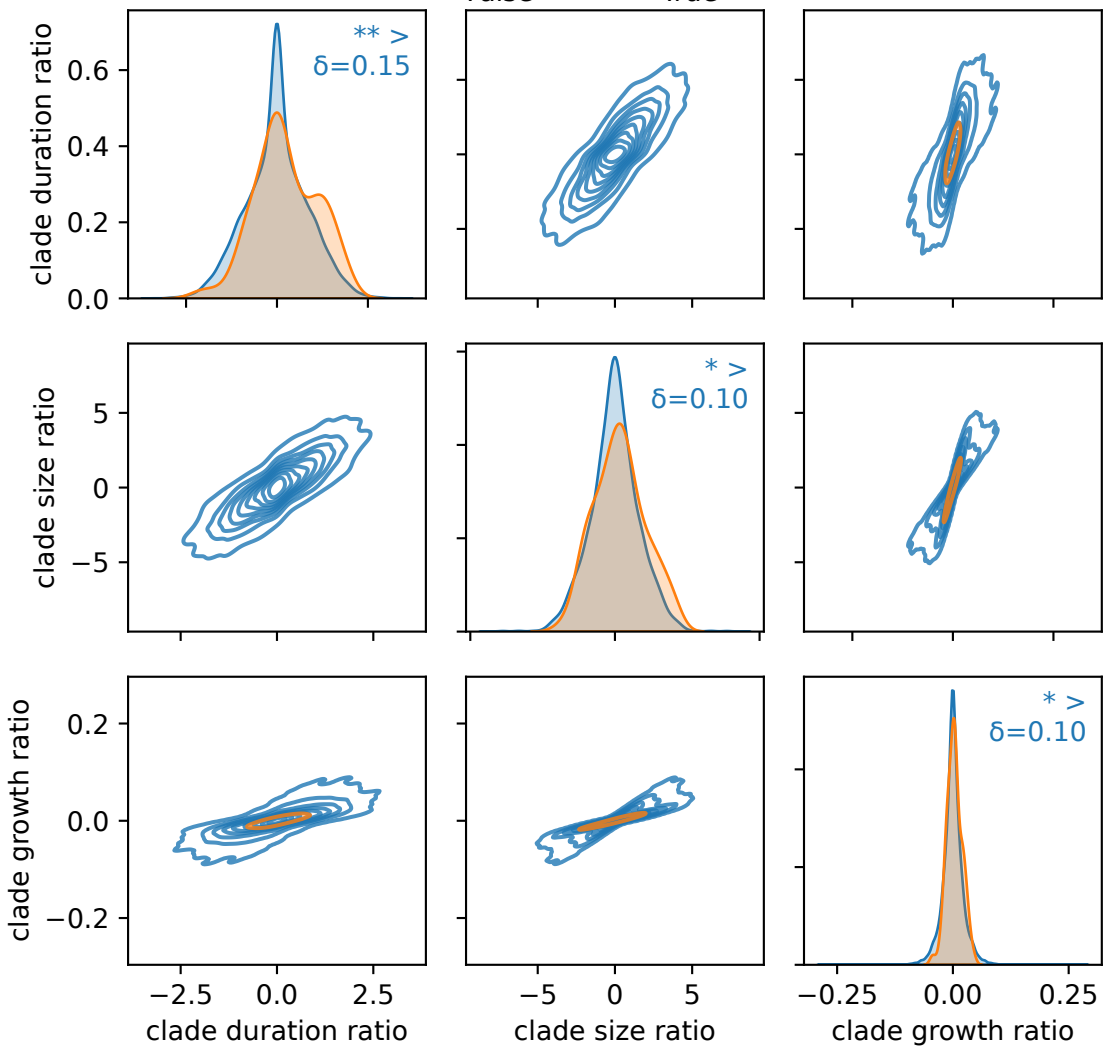 ** >
δ=0.15
clade duration ratio
0.6
0.4
0.2
0.0
* >
δ=0.10
clade size ratio
5
0
−5
* >
δ=0.10
clade growth ratio
0.2
0.0
−0.2
−2.5 0.0 2.5
−5 0 5
−0.25 0.00 0.25
clade duration ratio
clade size ratio
clade growth ratio